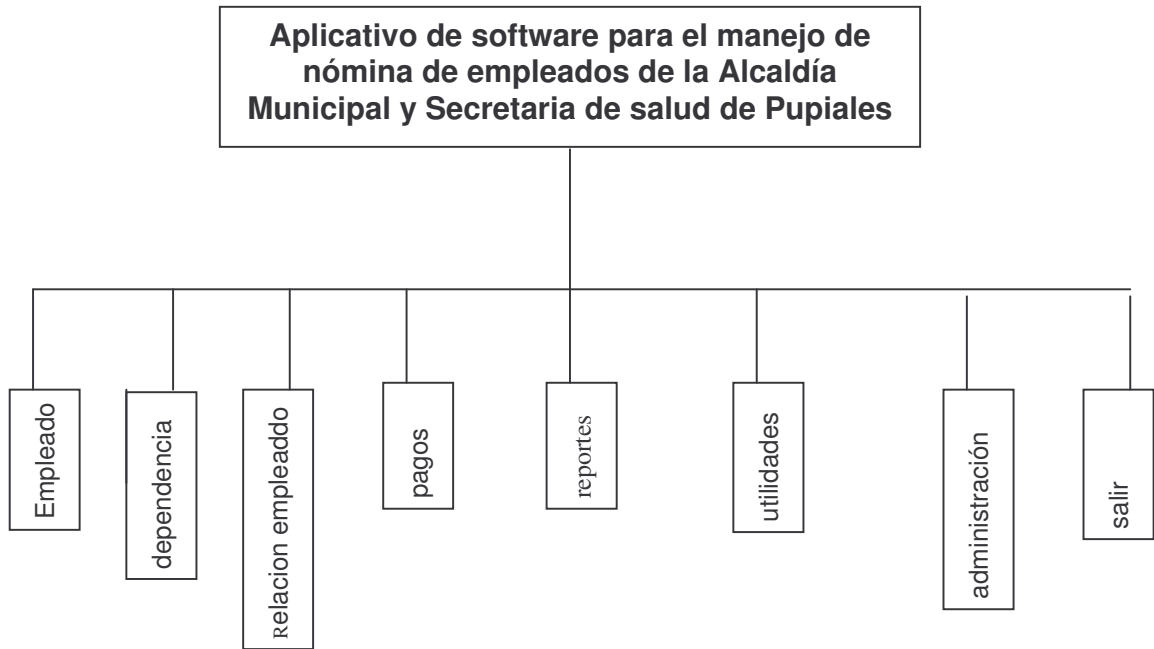 Aplicativo de software para el manejo de
nómina de empleados de la Alcaldía
Municipal y Secretaria de salud de Pupiales
Empleado
dependencia
Relacion empleaddo
pagos
reportes
utilidades
administración
salir